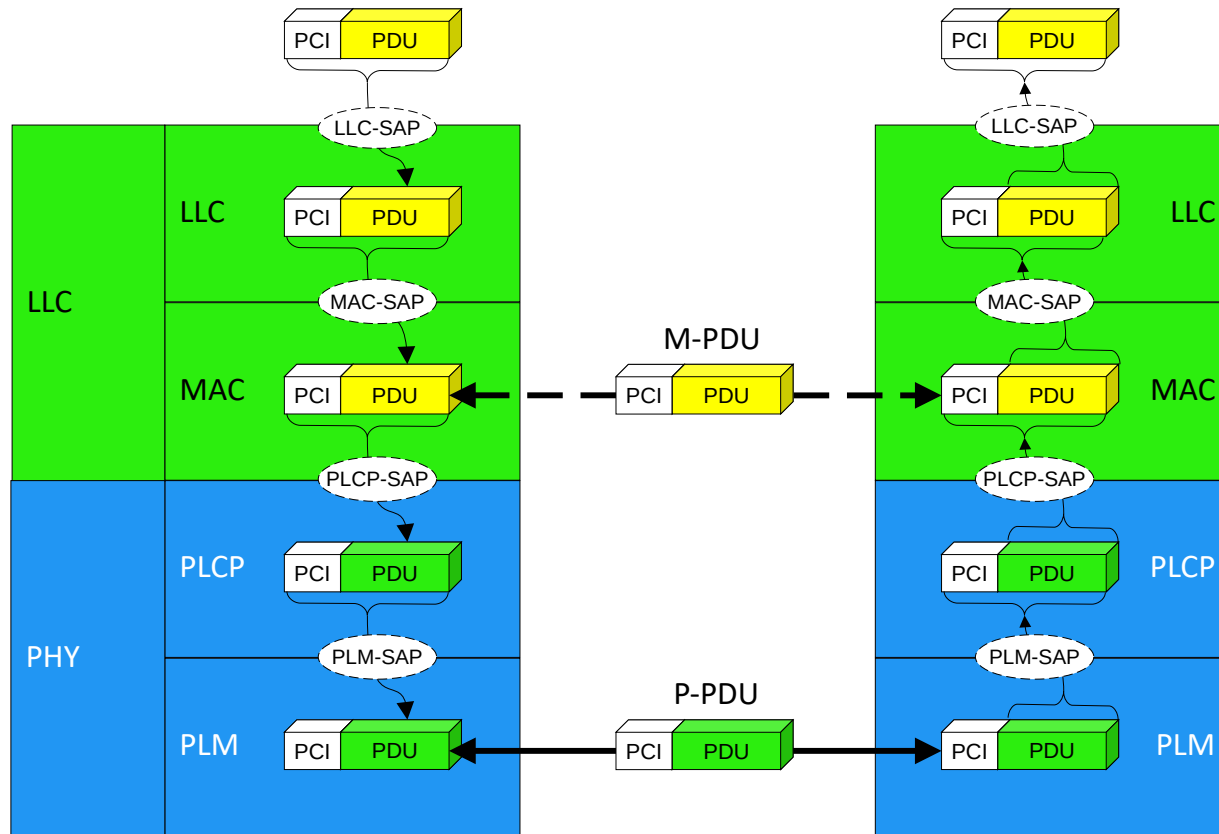 PCI PDU
PCI PDU
LLC-SAP
LLC-SAP
LLC
PCI PDU
PCI PDU
LLC
LLC
MAC-SAP
MAC-SAP
M-PDU
MAC
PCI PDU
PCI PDU
PCI PDU
MAC
PLCP-SAP
PLCP-SAP
PLCP
PCI PDU
PCI PDU
PLCP
PHY
PLM-SAP
PLM-SAP
P-PDU
PLM
PCI PDU
PCI PDU
PCI PDU
PLM